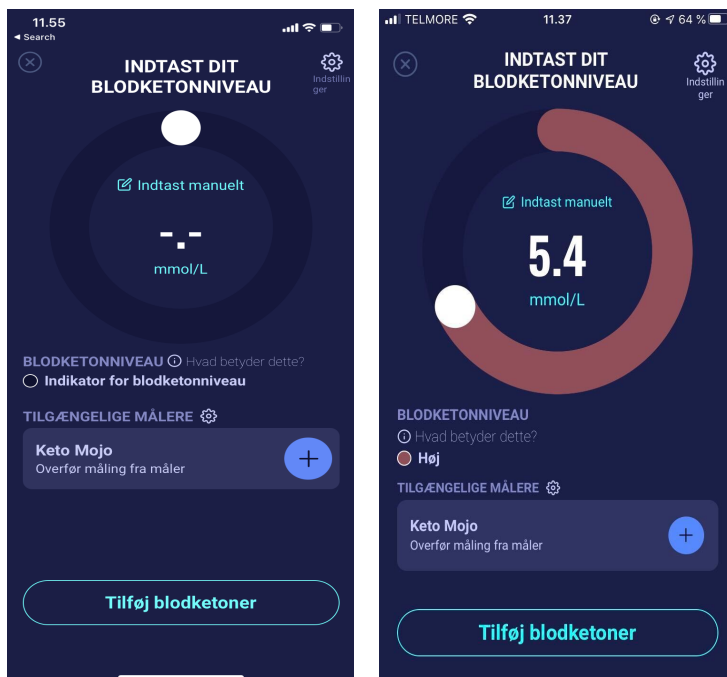 11.55
◄ Search
INDTAST DIT
BLODKETONNIVEAU
Indstillin
ger
Indtast manuelt
-.-
mmol/L
BLODKETONNIVEAU Hvad betyder dette?
Indikator for blodketonniveau
TILGÆNGELIGE MÅLERE
Keto Mojo
Overfør måling fra måler
+
Tilføj blodketoner
TELMORE 11.37 64 %
INDTAST DIT
BLODKETONNIVEAU
Indstillin
ger
Indtast manuelt
5.4
mmol/L
BLODKETONNIVEAU
Hvad betyder dette?
Høj
TILGÆNGELIGE MÅLERE
Keto Mojo
Overfør måling fra måler
+
Tilføj blodketoner